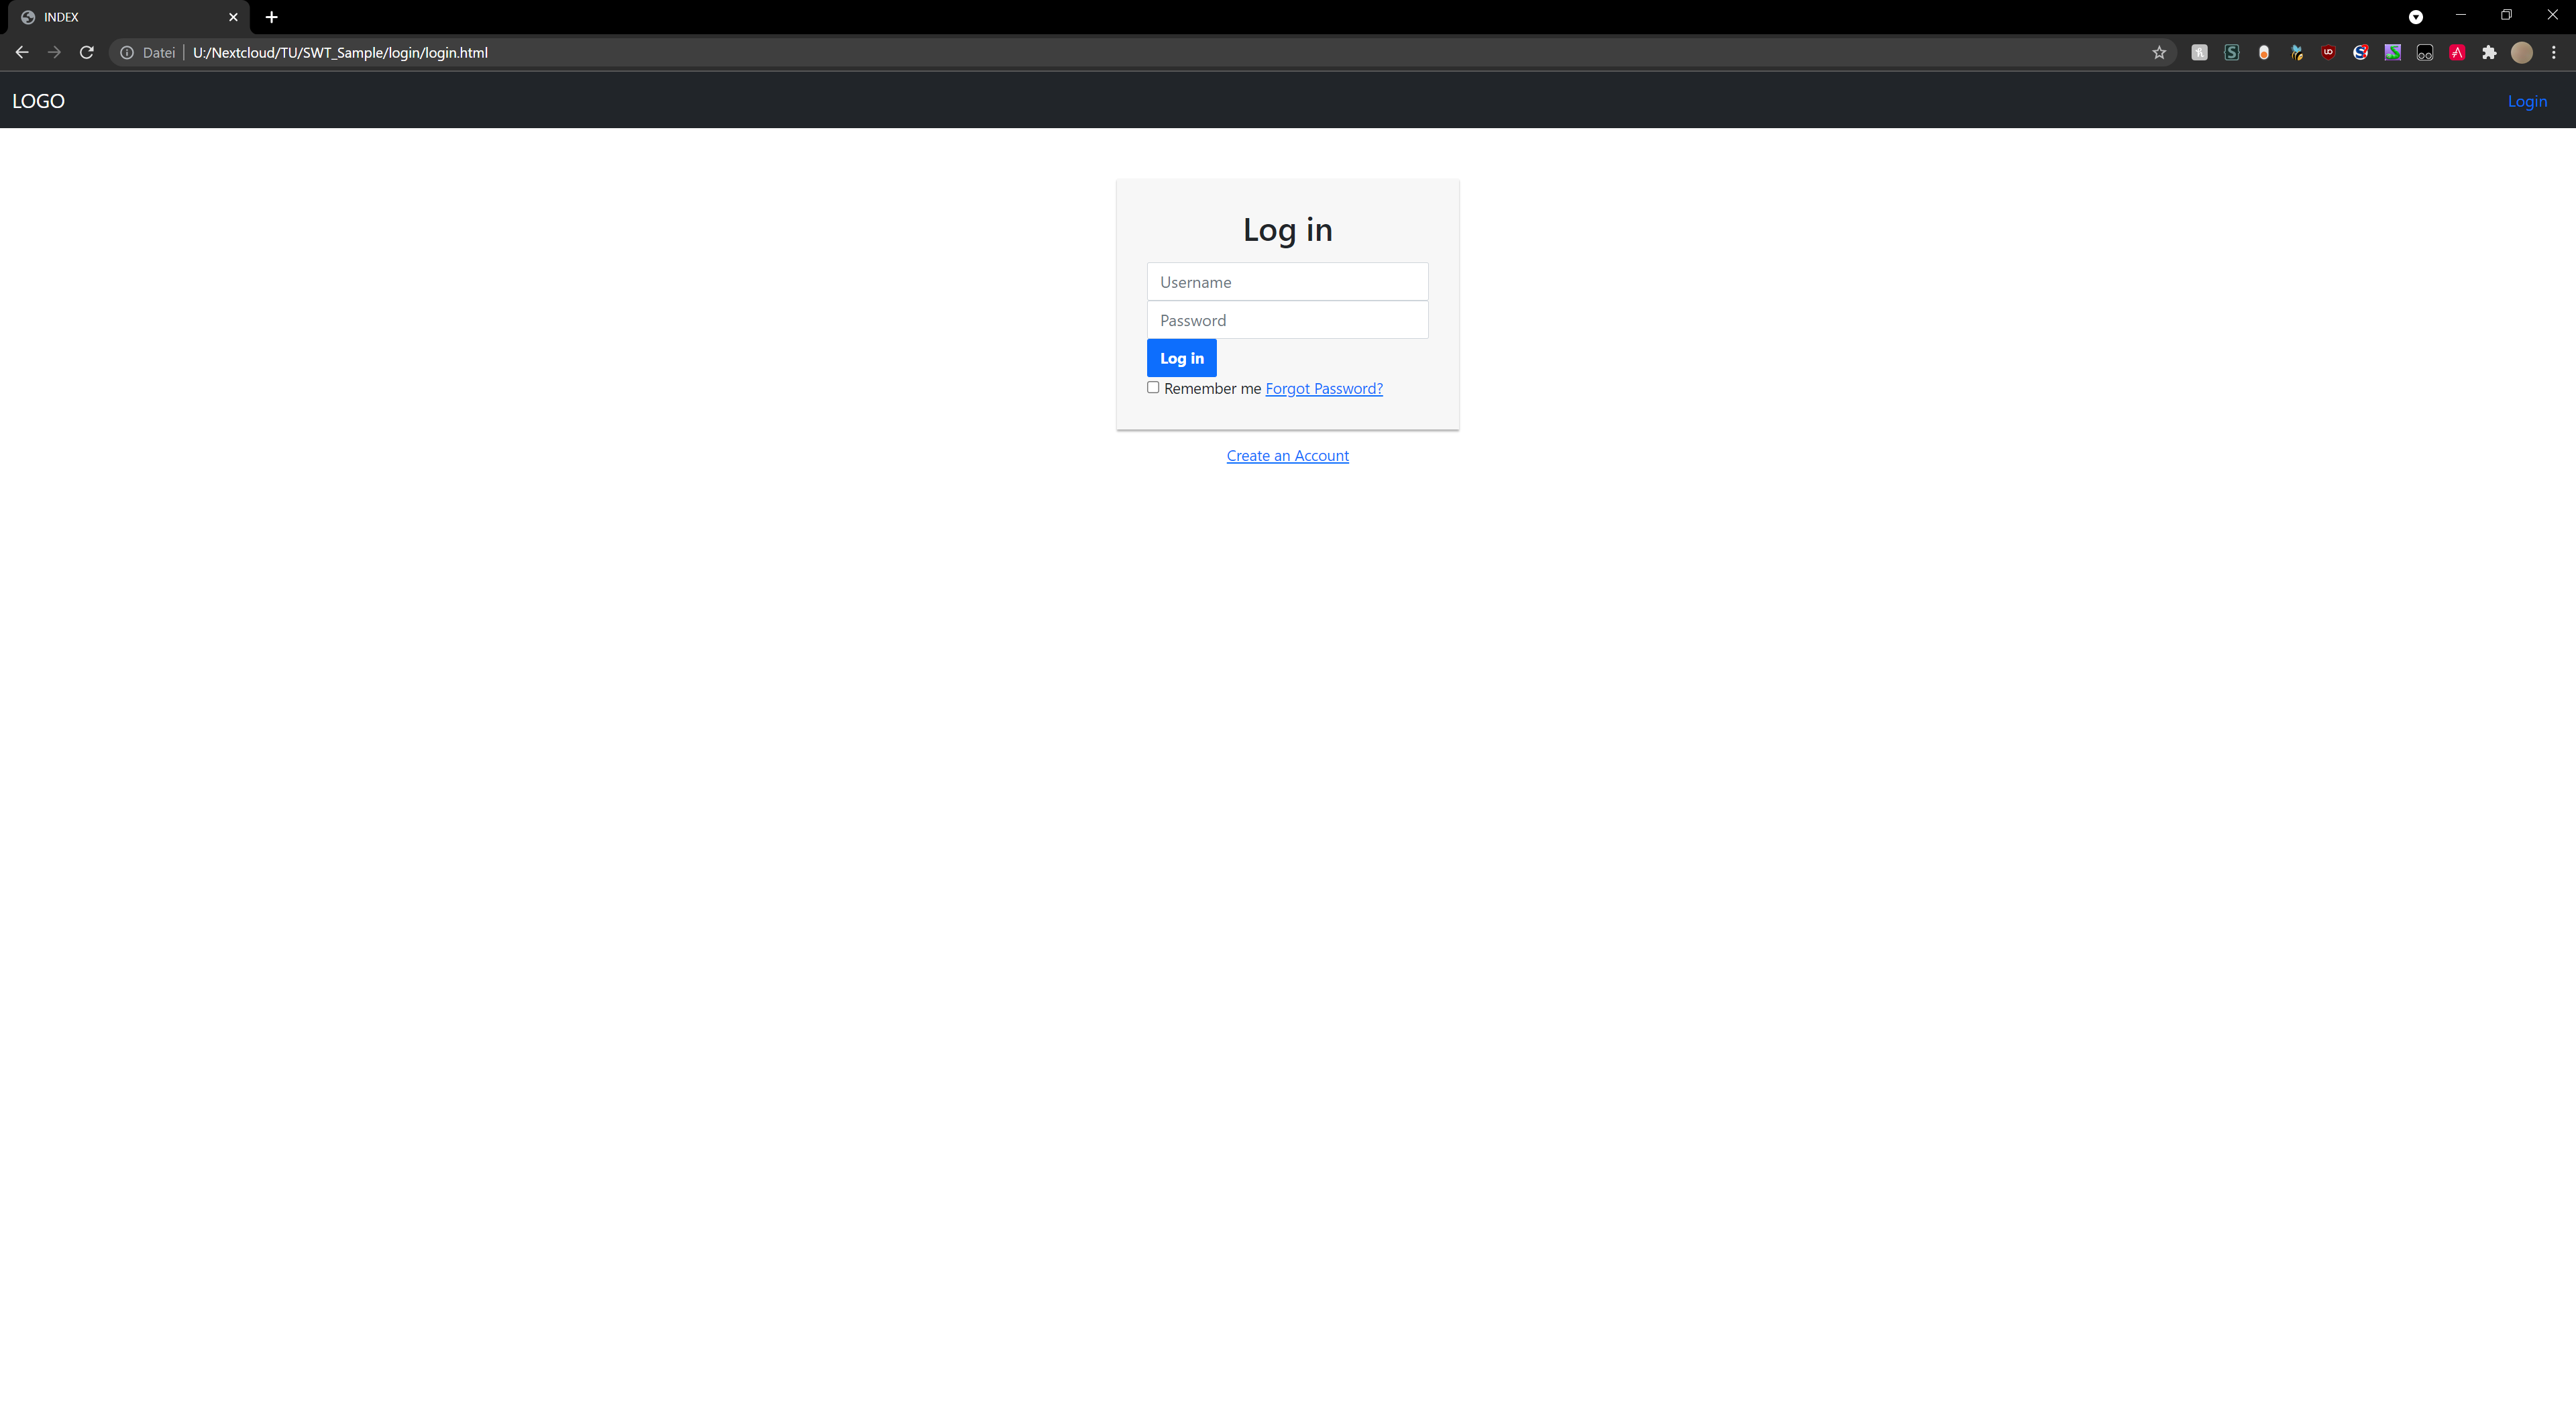 INDEX
Datei U:/Nextcloud/TU/SWT_Sample/login/login.html
LOGO
Login
Log in
Username
Password
Log in
Remember me Forgot Password?
Create an Account